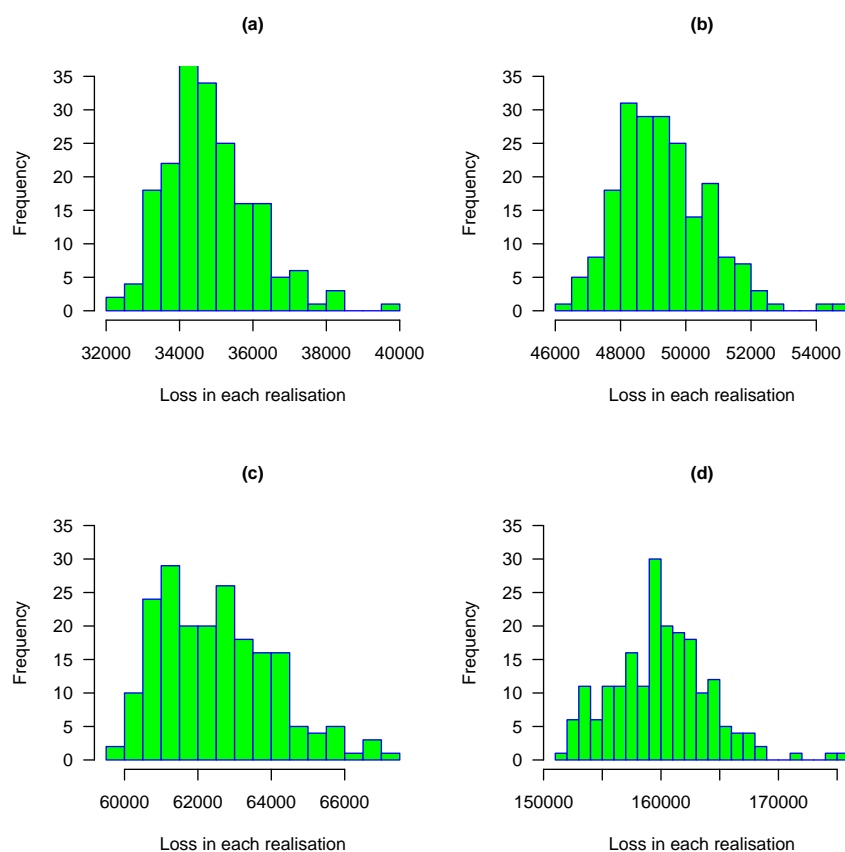 (a)
35
30
25
20
15
10
5
0
Frequency
32000 34000 36000 38000 40000
Loss in each realisation
(b)
35
30
25
20
15
10
5
0
Frequency
46000 48000 50000 52000 54000
Loss in each realisation
(c)
35
30
25
20
15
10
5
0
Frequency
60000 62000 64000 66000
Loss in each realisation
(d)
35
30
25
20
15
10
5
0
Frequency
150000 160000 170000
Loss in each realisation